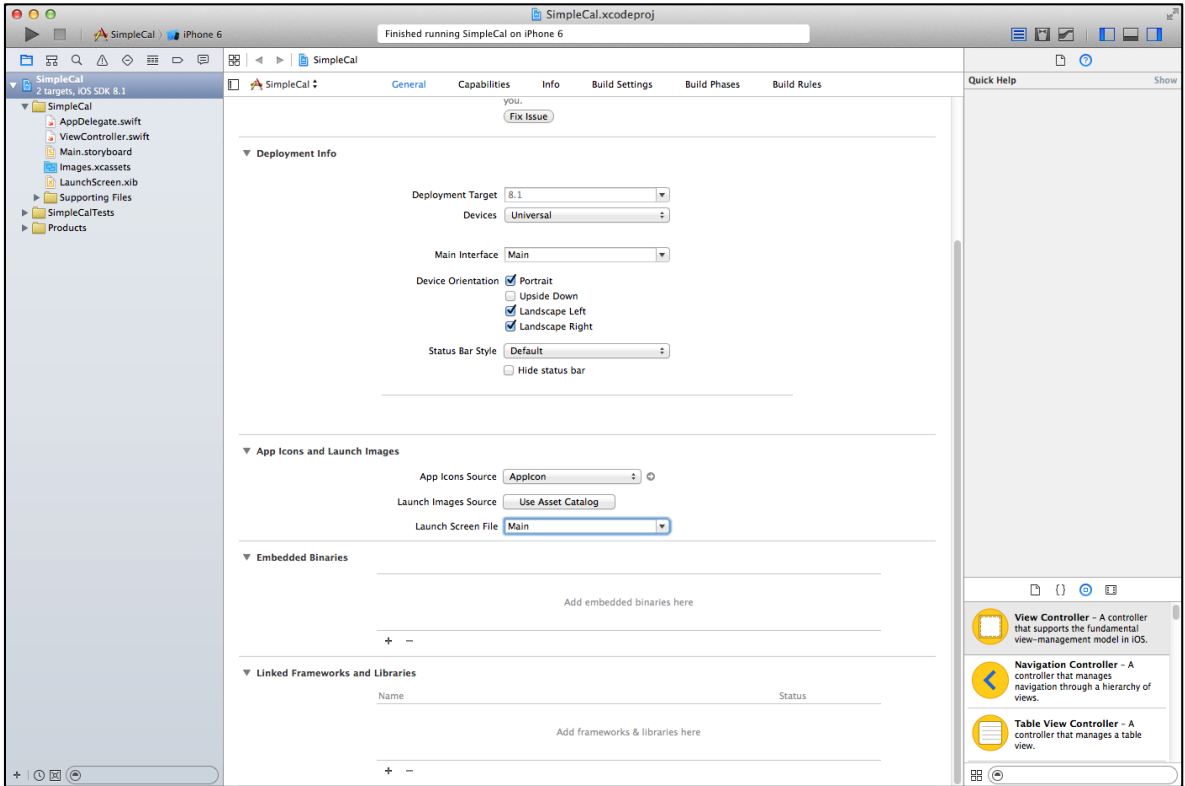 SimpleCal.xcodeproj
SimpleCal
iPhone 6
Finished running SimpleCal on iPhone 6
SimpleCal
SimpleCal
2 targets, iOS SDK 8.1
SimpleCal
AppDelegate.swift
ViewController.swift
Main.storyboard
Images.xcassets
LaunchScreen.xib
Supporting Files
SimpleCalTests
Products
SimpleCal General Capabilities Info Build Settings Build Phases Build Rules
you.
Fix Issue
Deployment Info
Deployment Target 8.1
Devices Universal
Main Interface Main
Device Orientation Portrait
Upside Down
Landscape Left
Landscape Right
Status Bar Style Default
Hide status bar
App Icons and Launch Images
App Icons Source AppIcon
Launch Images Source Use Asset Catalog
Launch Screen File Main
Embedded Binaries
Add embedded binaries here
+ −
Linked Frameworks and Libraries
Name Status
Add frameworks & libraries here
+ −
Quick Help Show
View Controller – A controller
that supports the fundamental
view-management model in iOS.
Navigation Controller – A
controller that manages
navigation through a hierarchy of
views.
Table View Controller – A
controller that manages a table
view.